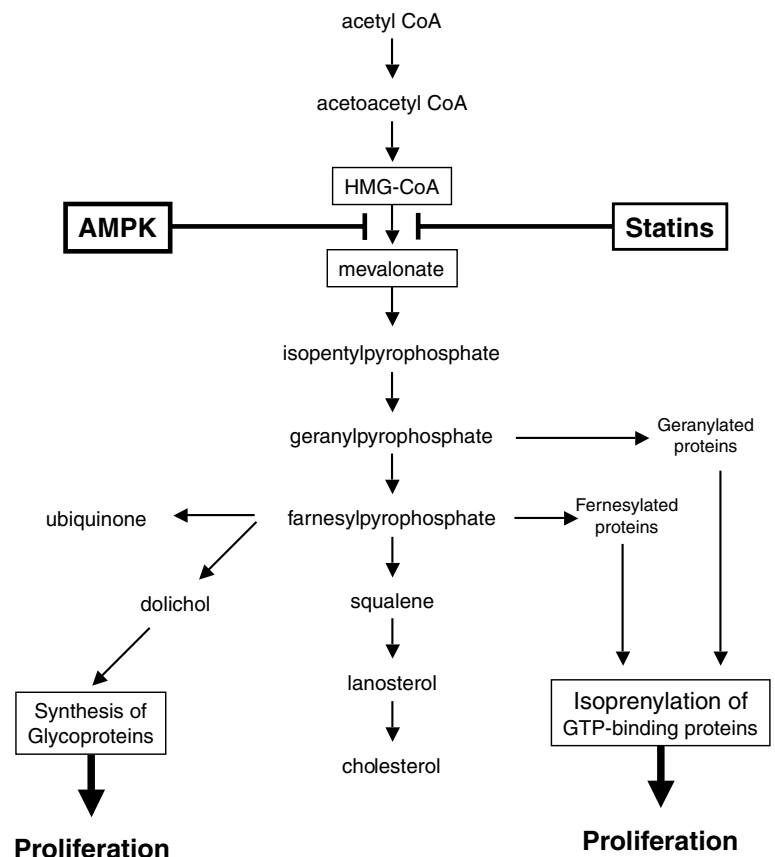 acetyl CoA
acetoacetyl CoA
HMG-CoA
AMPK
Statins
mevalonate
isopentylpyrophosphate
geranylpyrophosphate
Geranylated
proteins
ubiquinone
farnesylpyrophosphate
Fernesylated
proteins
dolichol
squalene
lanosterol
Synthesis of
Glycoproteins
Isoprenylation of
GTP-binding proteins
cholesterol
Proliferation
Proliferation